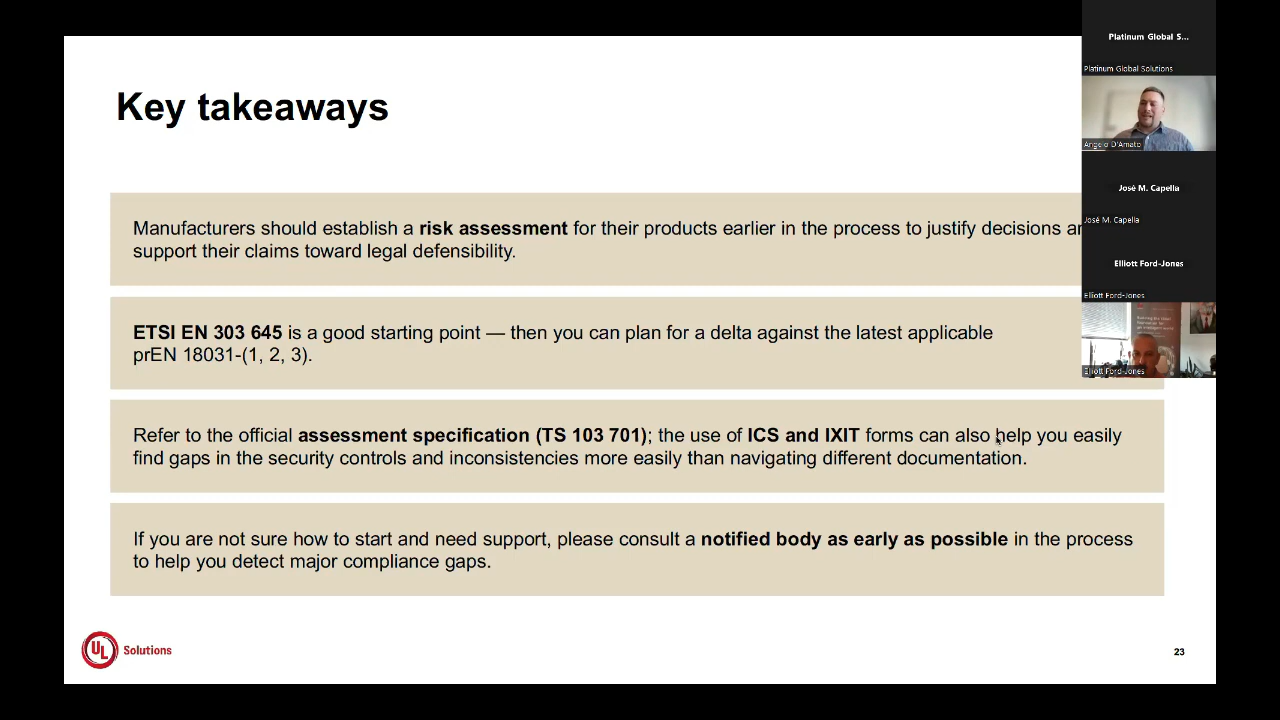 Key takeaways
Manufacturers should establish a risk assessment for their products earlier in the process to justify decisions
support their claims toward legal defensibility.
ETSI EN 303 645 is a good starting point — then you can plan for a delta against the latest applicable
prEN 18031-(1, 2, 3).
Refer to the official assessment specification (TS 103 701); the use of ICS and IXIT forms can also help you easily
find gaps in the security controls and inconsistencies more easily than navigating different documentation.
If you are not sure how to start and need support, please consult a notified body as early as possible in the process
to help you detect major compliance gaps.
UL Solutions
23
Platinum Global S...
Platinum Global Solutions
Angelo D'Amato
José M. Capella
José M. Capella
Elliott Ford-Jones
Elliott Ford-Jones
Elliott Ford-Jones